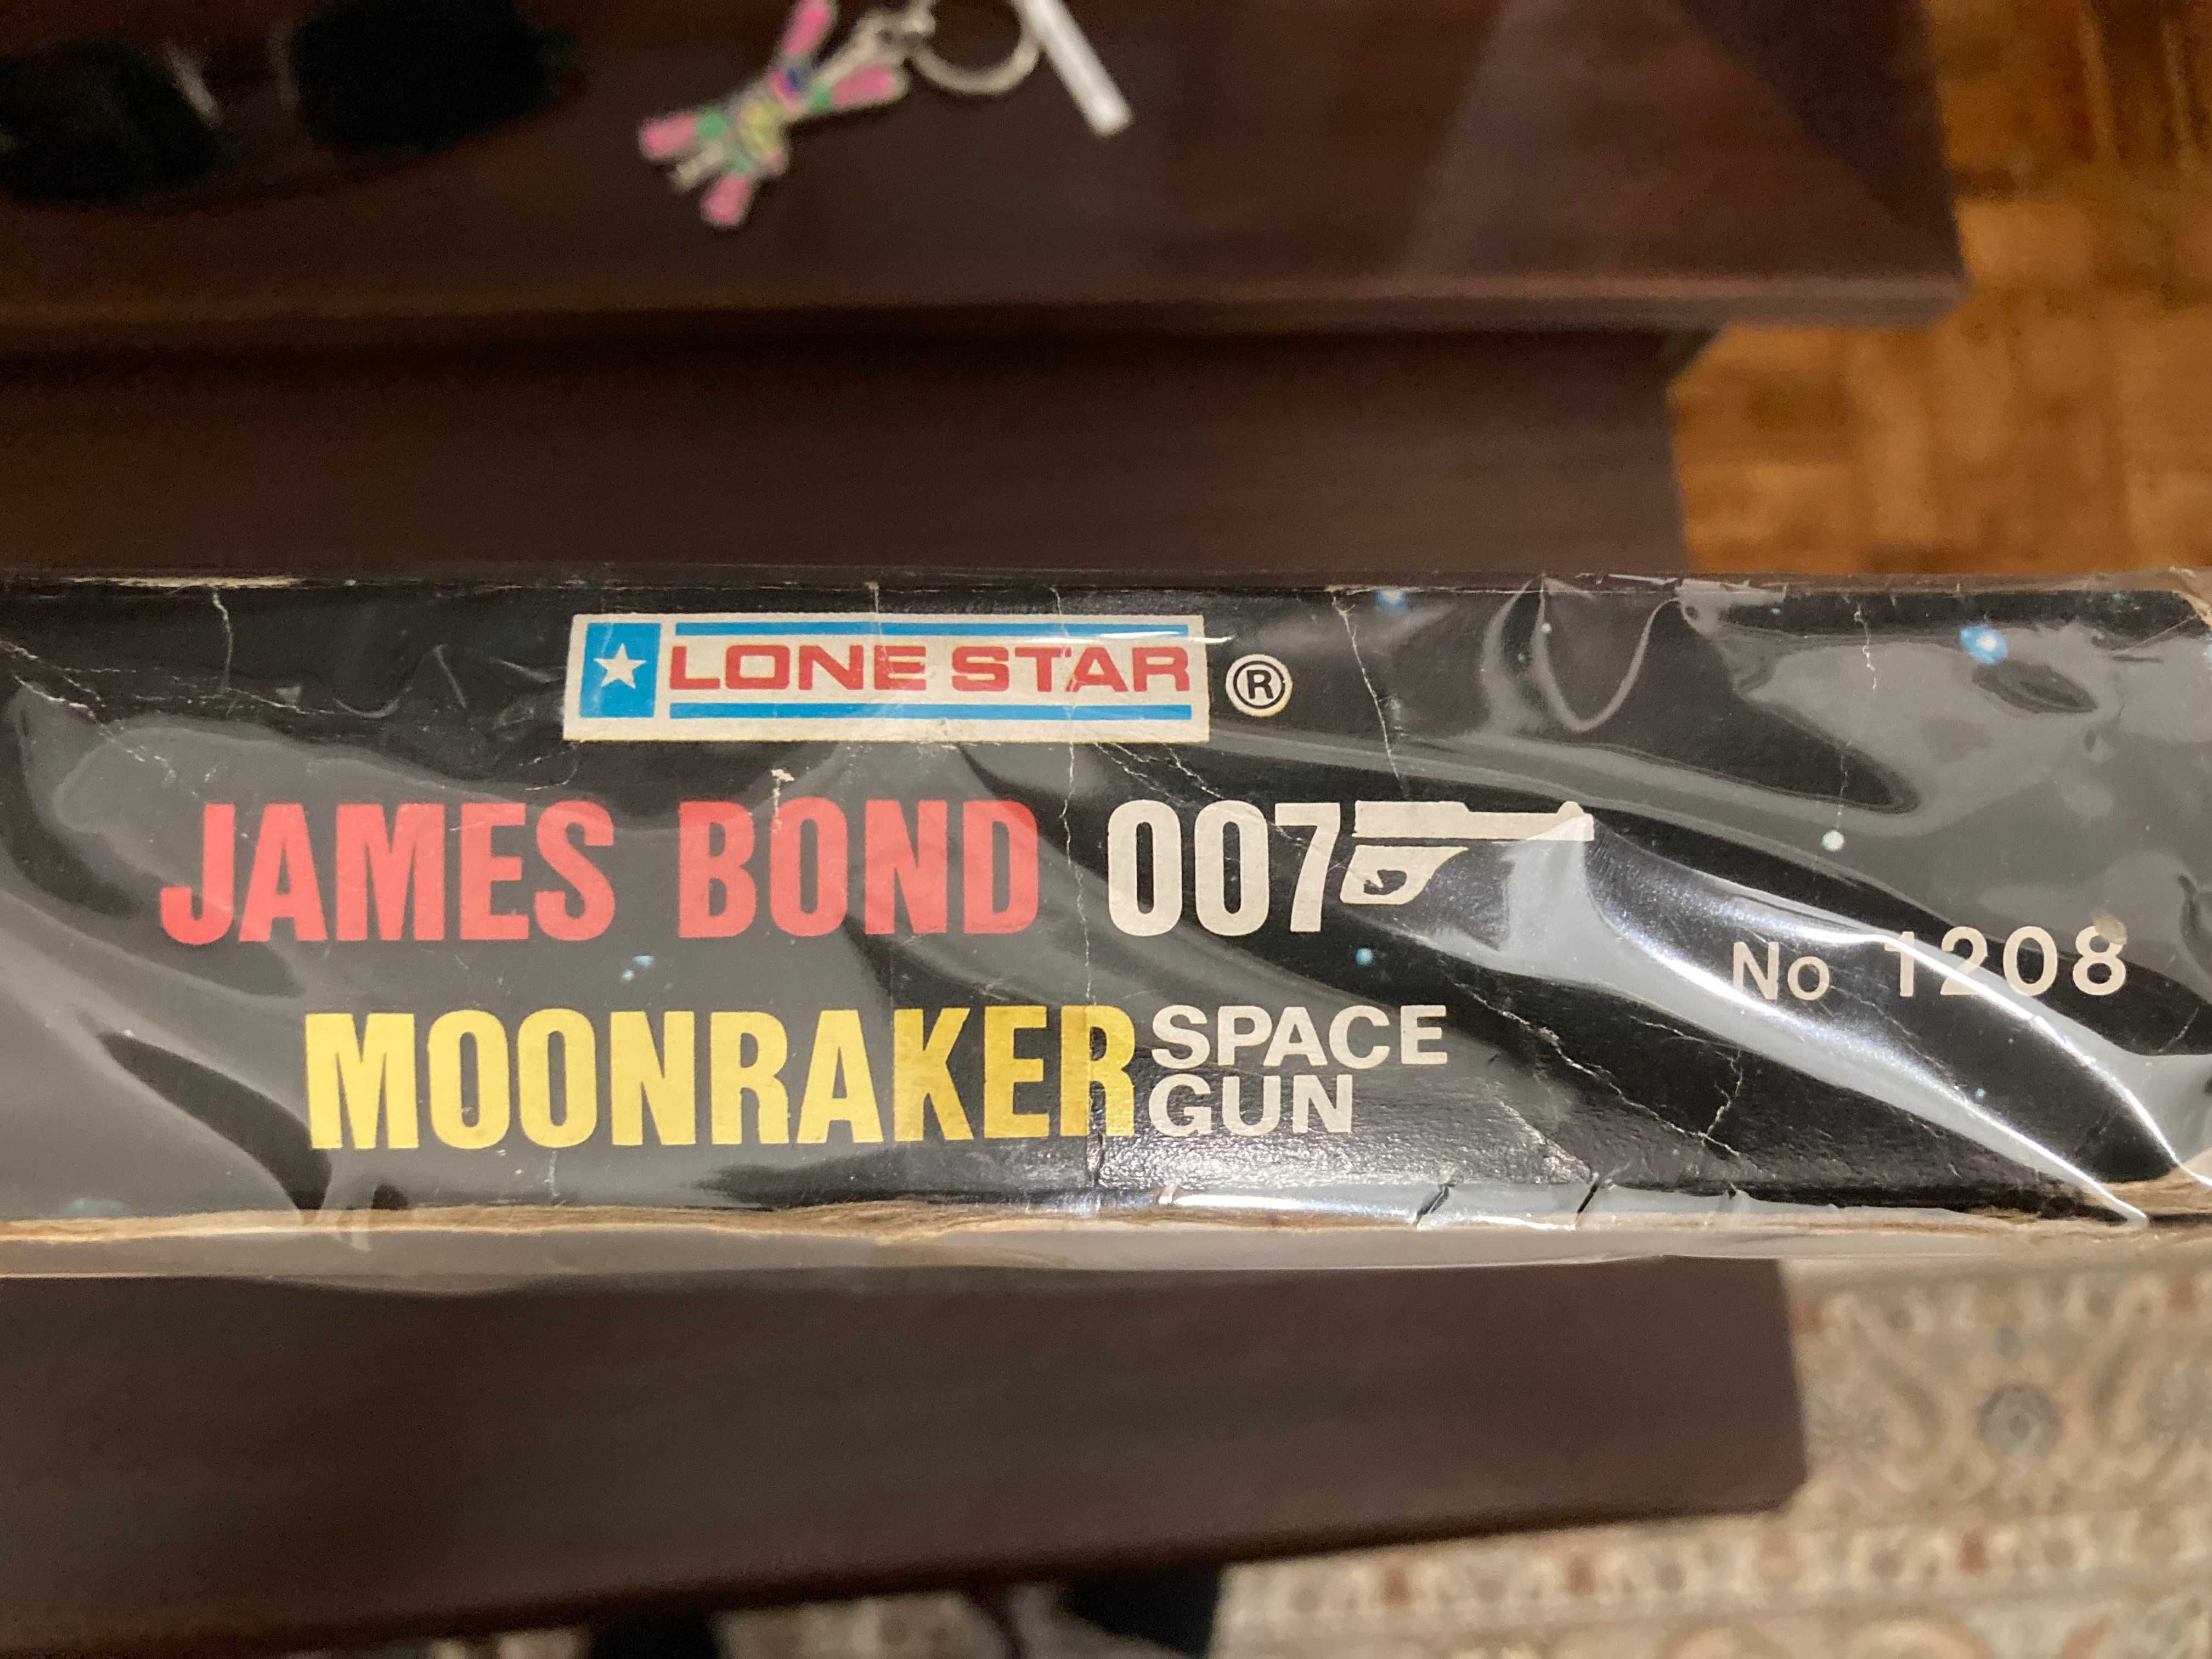 LONE STAR ®
JAMES BOND 007
No 1208
MOONRAKER SPACE
GUN